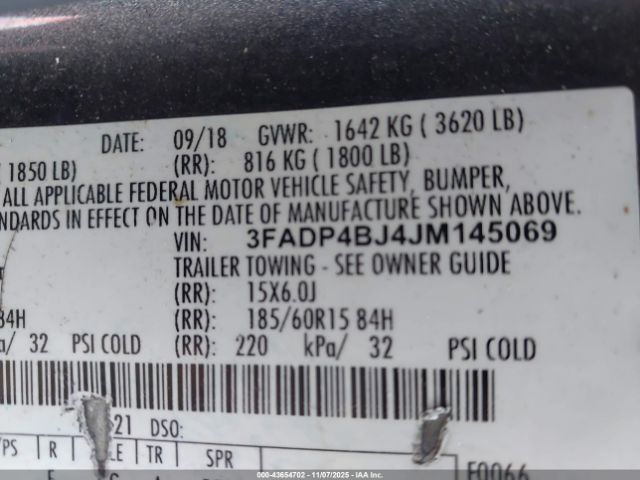 DATE: 09/18 GVWR: 1642 KG ( 3620 LB)
( 1850 LB) (RR): 816 KG ( 1800 LB)
ALL APPLICABLE FEDERAL MOTOR VEHICLE SAFETY, BUMPER,
STANDARDS IN EFFECT ON THE DATE OF MANUFACTURE SHOWN ABOVE.
VIN: 3FADP4BJ4JM145069
TRAILER TOWING - SEE OWNER GUIDE
(RR): 15X6.0J
84H (RR): 185/60R15 84H
/ 32 PSI COLD (RR): 220 kPa/ 32 PSI COLD
21 DSO:
/PS R LE TR SPR
E0066
000-43654702 - 11/07/2025 - IAA Inc.